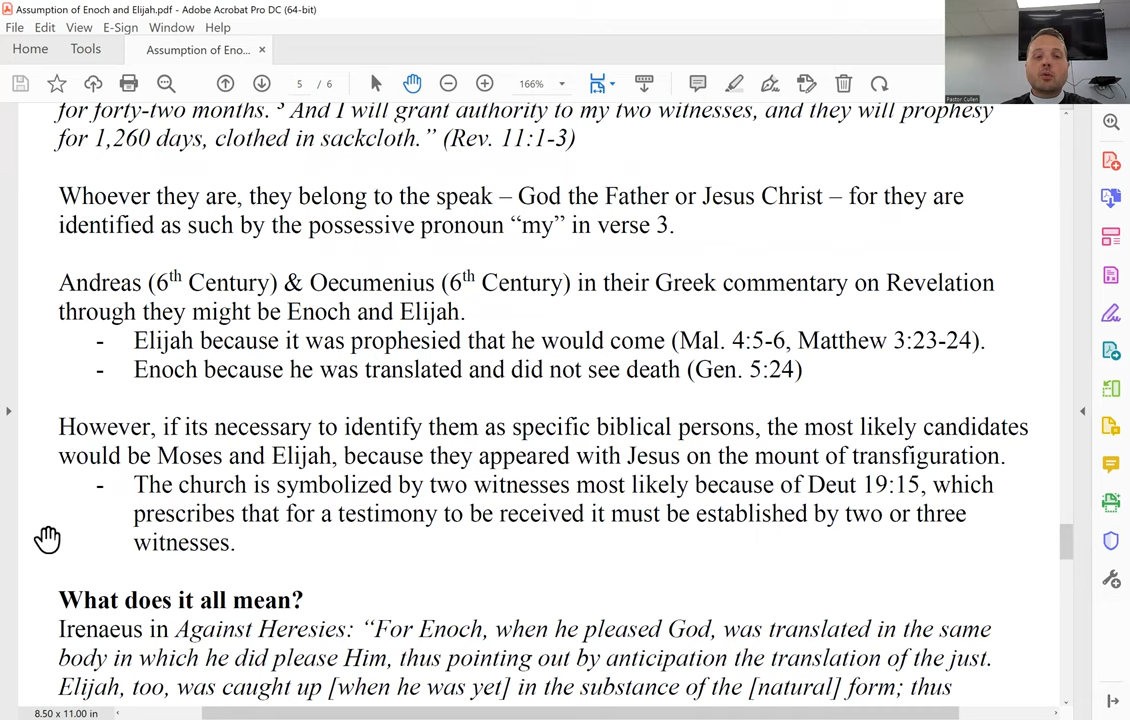 Assumption of Enoch and Elijah.pdf - Adobe Acrobat Pro DC (64-bit)
File Edit View E-Sign Window Help
Home Tools Assumption of Eno... ×
5 / 6 166%
Pastor Cullen
for forty-two months. ³ And I will grant authority to my two witnesses, and they will prophesy
for 1,260 days, clothed in sackcloth.” (Rev. 11:1-3)
Whoever they are, they belong to the speak – God the Father or Jesus Christ – for they are
identified as such by the possessive pronoun “my” in verse 3.
Andreas (6th Century) & Oecumenius (6th Century) in their Greek commentary on Revelation
through they might be Enoch and Elijah.
- Elijah because it was prophesied that he would come (Mal. 4:5-6, Matthew 3:23-24).
- Enoch because he was translated and did not see death (Gen. 5:24)
However, if its necessary to identify them as specific biblical persons, the most likely candidates
would be Moses and Elijah, because they appeared with Jesus on the mount of transfiguration.
- The church is symbolized by two witnesses most likely because of Deut 19:15, which
prescribes that for a testimony to be received it must be established by two or three
witnesses.
What does it all mean?
Irenaeus in Against Heresies: “For Enoch, when he pleased God, was translated in the same
body in which he did please Him, thus pointing out by anticipation the translation of the just.
Elijah, too, was caught up [when he was yet] in the substance of the [natural] form; thus
8.50 x 11.00 in